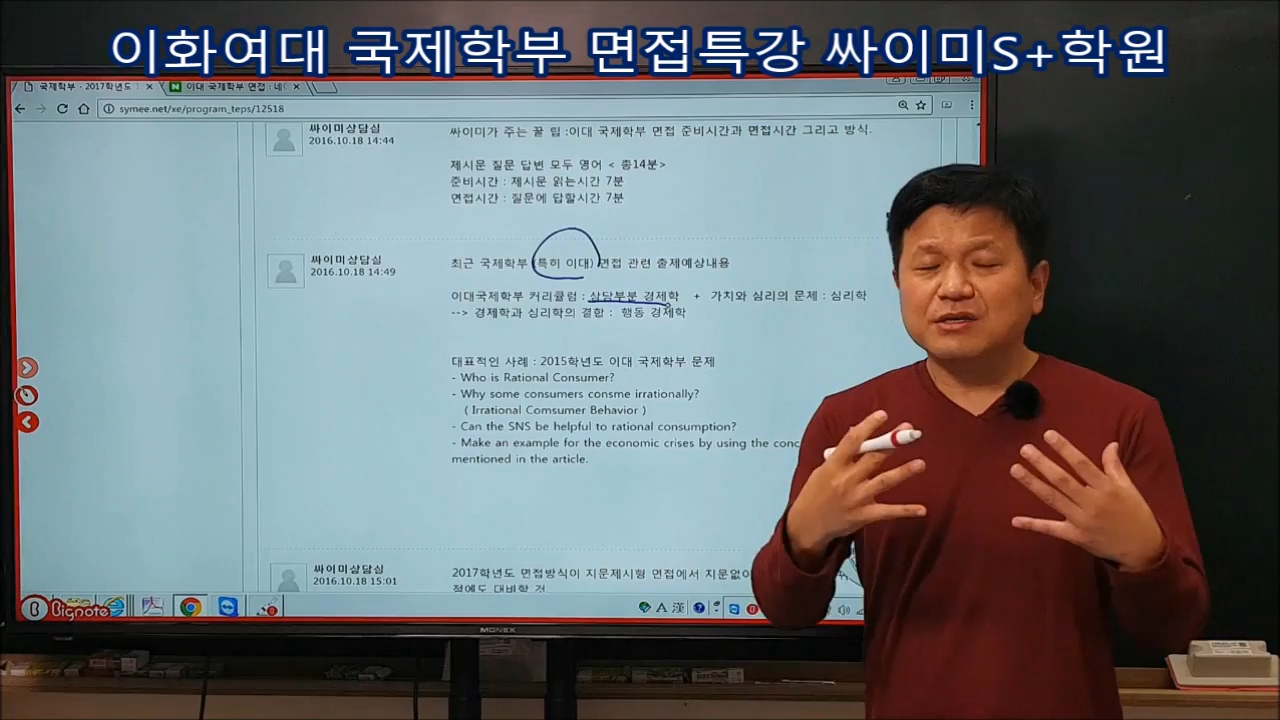 이화여대 국제학부 면접특강 싸이미S+학원
국제학부 - 2017학년도 :
이대 국제학부 면접 : 네
symee.net/xe/program_teps/12518
싸이미상담실
2016.10.18 14:44
싸이미가 주는 꿀 팁 :이대 국제학부 면접 준비시간과 면접시간 그리고 방식.
제시문 질문 답변 모두 영어 < 총14분>
준비시간 : 제시문 읽는시간 7분
면접시간 : 질문에 답할시간 7분
싸이미상담실
2016.10.18 14:49
최근 국제학부 (특히 이대) 면접 관련 출제예상내용
이대국제학부 커리큘럼 : 상당부분 경제학 + 가치와 심리의 문제 : 심리학
--> 경제학과 심리학의 결합 : 행동 경제학
대표적인 사례 : 2015학년도 이대 국제학부 문제
- Who is Rational Consumer?
- Why some consumers consme irrationally?
( Irrational Comsumer Behavior )
- Can the SNS be helpful to rational consumption?
- Make an example for the economic crises by using the conc
mentioned in the article.
싸이미상담실
2016.10.18 15:01
2017학년도 면접방식이 지문제시형 면접에서 지문없이
점에도 대비할 것.
Bignote
A 漢
MONEX